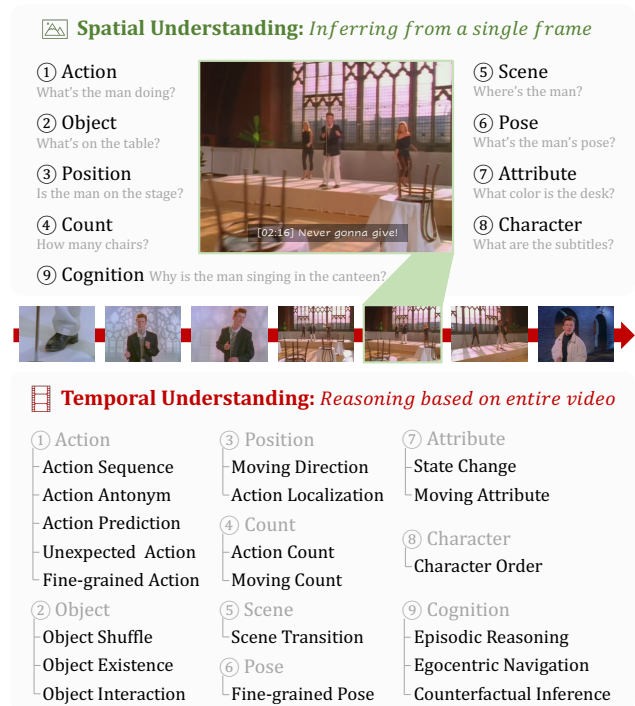 Spatial Understanding: Inferring from a single frame
① Action
What's the man doing?
② Object
What's on the table?
③ Position
Is the man on the stage?
④ Count
How many chairs?
⑨ Cognition Why is the man singing in the canteen?
[02:16] Never gonna give!
⑤ Scene
Where's the man?
⑥ Pose
What's the man's pose?
⑦ Attribute
What color is the desk?
⑧ Character
What are the subtitles?
Temporal Understanding: Reasoning based on entire video
① Action
Action Sequence
Action Antonym
Action Prediction
Unexpected Action
Fine-grained Action
② Object
Object Shuffle
Object Existence
Object Interaction
③ Position
Moving Direction
Action Localization
④ Count
Action Count
Moving Count
⑤ Scene
Scene Transition
⑥ Pose
Fine-grained Pose
⑦ Attribute
State Change
Moving Attribute
⑧ Character
Character Order
⑨ Cognition
Episodic Reasoning
Egocentric Navigation
Counterfactual Inference